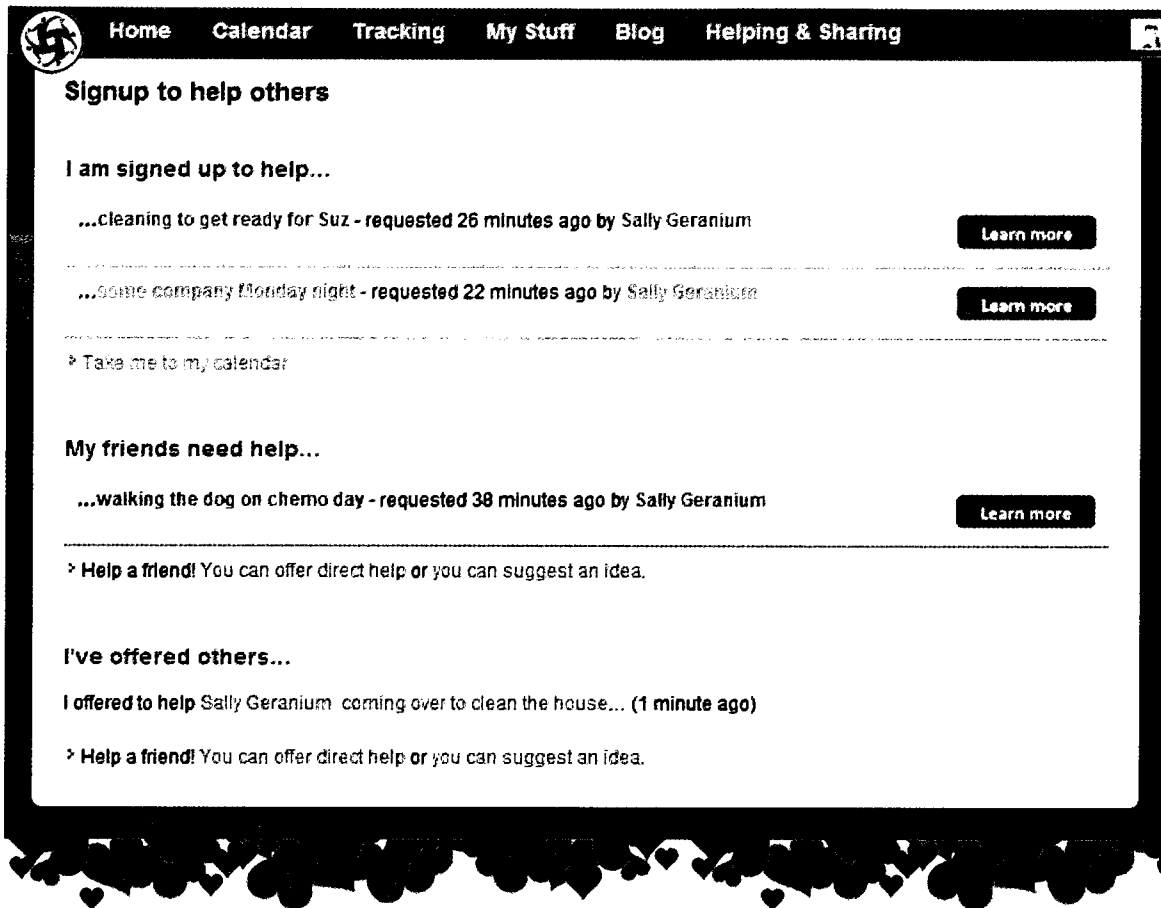 Home Calendar Tracking My Stuff Blog Helping & Sharing
Signup to help others
I am signed up to help...
...cleaning to get ready for Suz - requested 26 minutes ago by Sally Geranium
Learn more
...some company Monday night - requested 22 minutes ago by Sally Geranium
Learn more
> Take me to my calendar
My friends need help...
...walking the dog on chemo day - requested 38 minutes ago by Sally Geranium
Learn more
> Help a friend! You can offer direct help or you can suggest an idea.
I've offered others...
I offered to help Sally Geranium coming over to clean the house... (1 minute ago)
> Help a friend! You can offer direct help or you can suggest an idea.